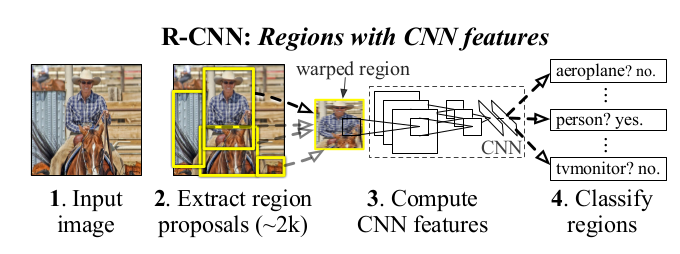 R-CNN: Regions with CNN features
warped region
aeroplane? no.
⋮
person? yes.
⋮
tvmonitor? no.
CNN
1. Input
image
2. Extract region
proposals (~2k)
3. Compute
CNN features
4. Classify
regions